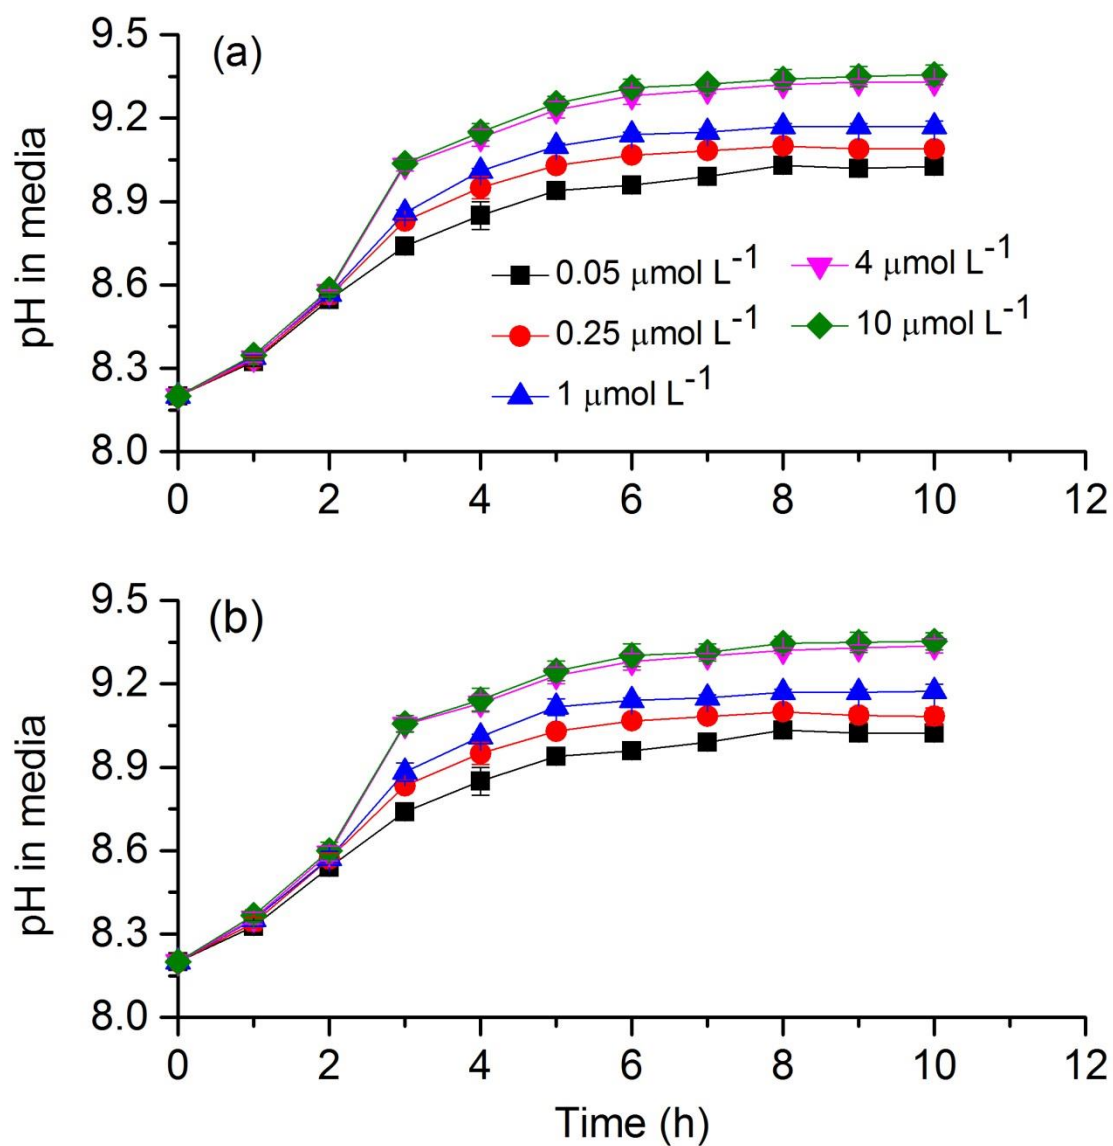 (a)
pH in media
9.5
9.2
8.9
8.6
8.3
8.0
0.05 μmol L⁻¹
0.25 μmol L⁻¹
1 μmol L⁻¹
4 μmol L⁻¹
10 μmol L⁻¹
0 2 4 6 8 10 12
(b)
pH in media
9.5
9.2
8.9
8.6
8.3
8.0
0 2 4 6 8 10 12
Time (h)